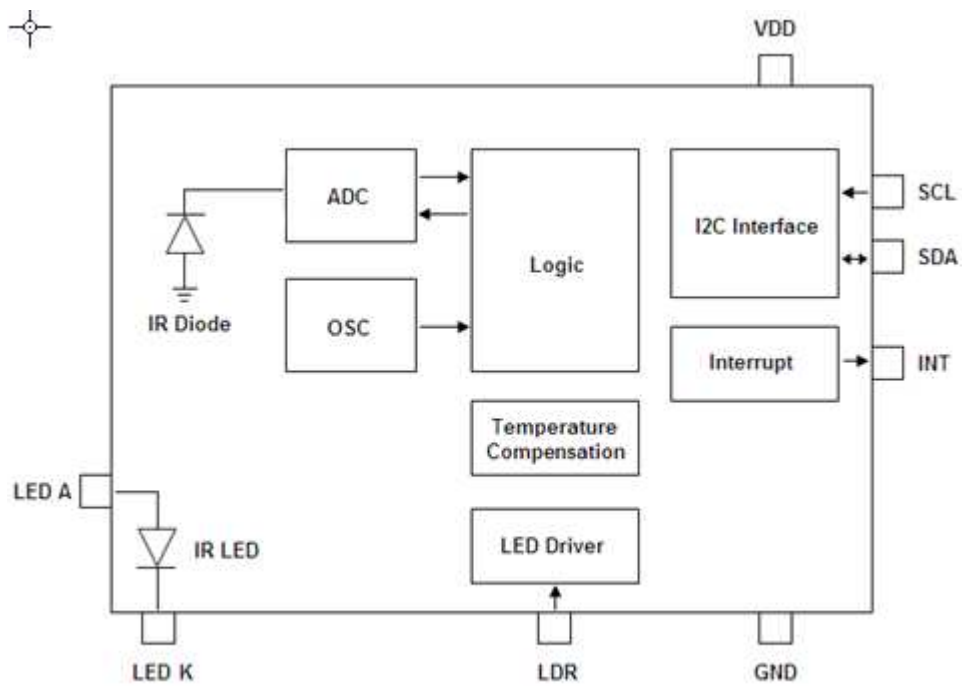 VDD
ADC
Logic
I2C Interface
SCL
SDA
IR Diode
OSC
Interrupt
INT
Temperature
Compensation
LED A
IR LED
LED Driver
LED K
LDR
GND